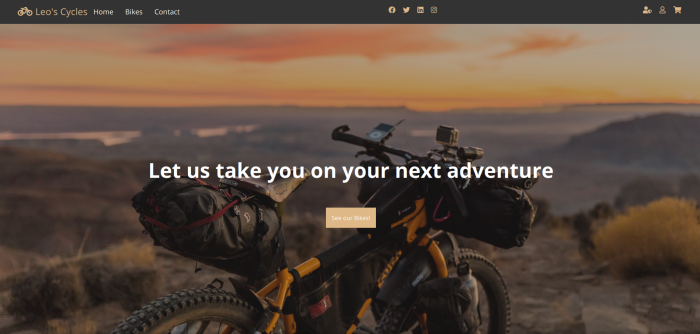 Leo's Cycles
Home
Bikes
Contact
Let us take you on your next adventure
See our Bikes!